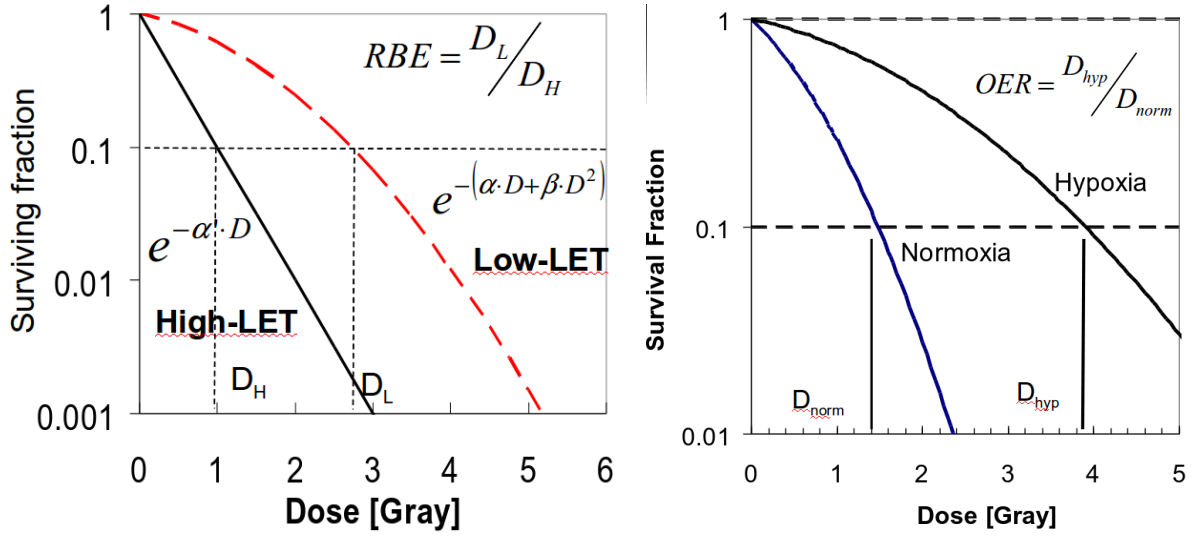 1
0.1
0.01
0.001
0 1 2 3 4 5 6
Surviving fraction
Dose [Gray]
RBE = D_L / D_H
e^{-(α·D+β·D²)}
e^{-α'·D}
Low-LET
High-LET
D_H
D_L
1
0.1
0.01
0 1 2 3 4 5
Survival Fraction
Dose [Gray]
OER = D_hyp / D_norm
Hypoxia
Normoxia
D_norm
D_hyp